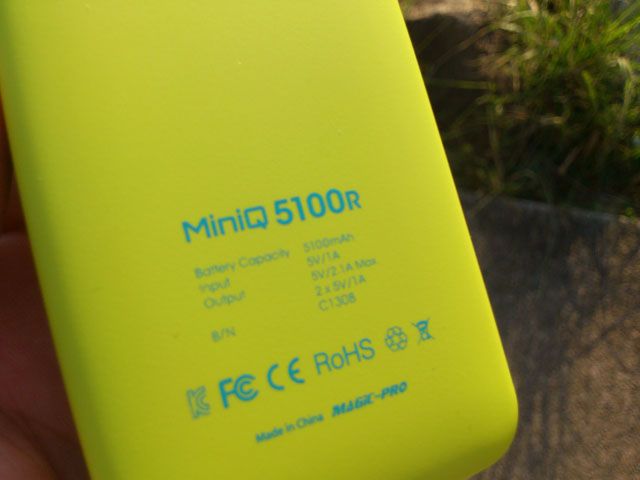 MiniQ 5100R
Battery Capacity 5100mAh
Input 5V/1A
Output 5V/2.1A Max.
2 x 5V/1A
B/N C1308
FC CE RoHS
Made in China MAGIC-PRO